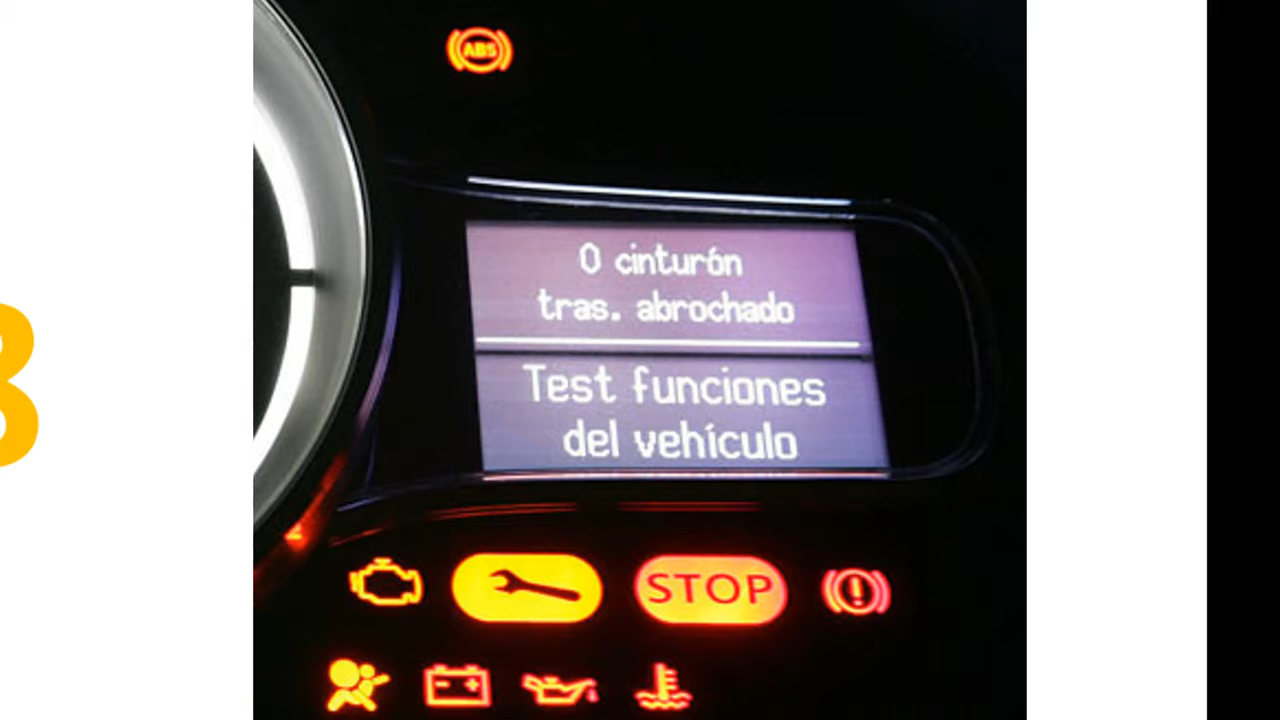 ABS
0 cinturón
tras. abrochado
Test funciones
del vehículo
STOP